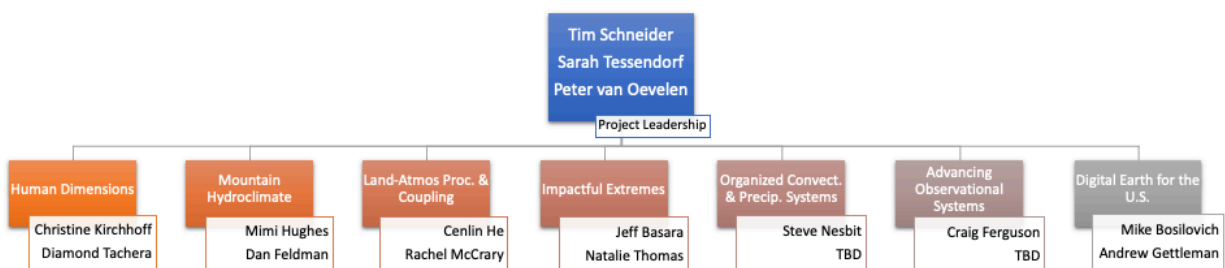 Tim Schneider
Sarah Tessendorf
Peter van Oevelen
Project Leadership
Human Dimensions
Christine Kirchhoff
Diamond Tachera
Mountain
Hydroclimate
Mimi Hughes
Dan Feldman
Land-Atmos Proc. &
Coupling
Cenlin He
Rachel McCrary
Impactful Extremes
Jeff Basara
Natalie Thomas
Organized Convect.
& Precip. Systems
Steve Nesbit
TBD
Advancing
Observational
Systems
Craig Ferguson
TBD
Digital Earth for the
U.S.
Mike Bosilovich
Andrew Gettleman